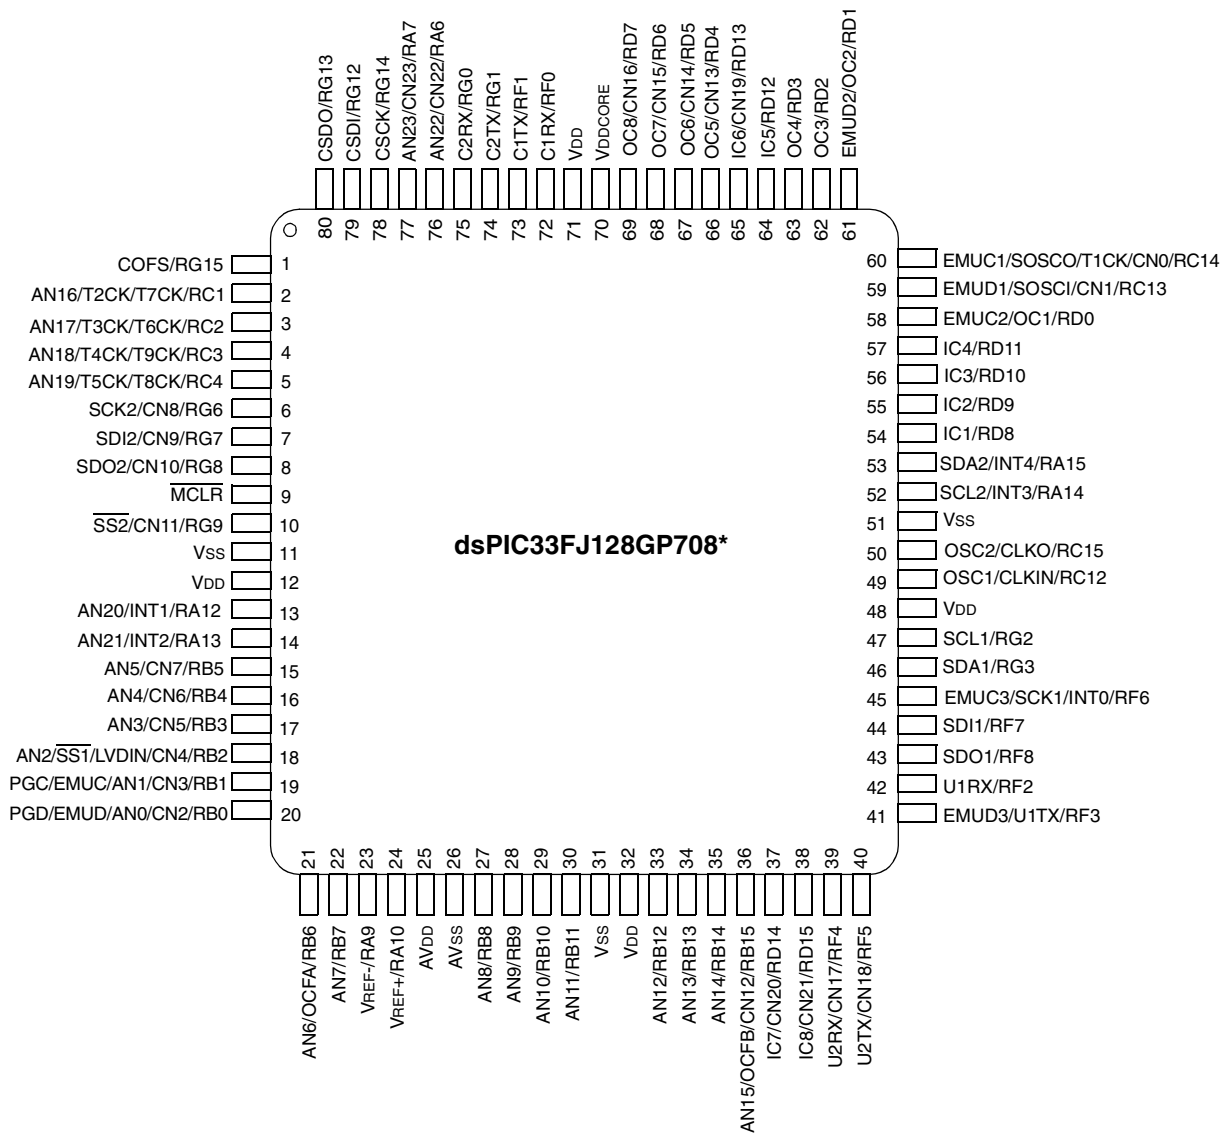 CSDO/RG13
CSDI/RG12
CSCK/RG14
AN23/CN23/RA7
AN22/CN22/RA6
C2RX/RG0
C2TX/RG1
C1TX/RF1
C1RX/RF0
VDD
VDDCORE
OC8/CN16/RD7
OC7/CN15/RD6
OC6/CN14/RD5
OC5/CN13/RD4
IC6/CN19/RD13
IC5/RD12
OC4/RD3
OC3/RD2
EMUD2/OC2/RD1
80 79 78 77 76 75 74 73 72 71 70 69 68 67 66 65 64 63 62 61
COFS/RG15 1
AN16/T2CK/T7CK/RC1 2
AN17/T3CK/T6CK/RC2 3
AN18/T4CK/T9CK/RC3 4
AN19/T5CK/T8CK/RC4 5
SCK2/CN8/RG6 6
SDI2/CN9/RG7 7
SDO2/CN10/RG8 8
MCLR 9
SS2/CN11/RG9 10
VSS 11
VDD 12
AN20/INT1/RA12 13
AN21/INT2/RA13 14
AN5/CN7/RB5 15
AN4/CN6/RB4 16
AN3/CN5/RB3 17
AN2/SS1/LVDIN/CN4/RB2 18
PGC/EMUC/AN1/CN3/RB1 19
PGD/EMUD/AN0/CN2/RB0 20
dsPIC33FJ128GP708*
60 EMUC1/SOSCO/T1CK/CN0/RC14
59 EMUD1/SOSCI/CN1/RC13
58 EMUC2/OC1/RD0
57 IC4/RD11
56 IC3/RD10
55 IC2/RD9
54 IC1/RD8
53 SDA2/INT4/RA15
52 SCL2/INT3/RA14
51 VSS
50 OSC2/CLKO/RC15
49 OSC1/CLKIN/RC12
48 VDD
47 SCL1/RG2
46 SDA1/RG3
45 EMUC3/SCK1/INT0/RF6
44 SDI1/RF7
43 SDO1/RF8
42 U1RX/RF2
41 EMUD3/U1TX/RF3
21 22 23 24 25 26 27 28 29 30 31 32 33 34 35 36 37 38 39 40
AN6/OCFA/RB6
AN7/RB7
VREF-/RA9
VREF+/RA10
AVDD
AVSS
AN8/RB8
AN9/RB9
AN10/RB10
AN11/RB11
VSS
VDD
AN12/RB12
AN13/RB13
AN14/RB14
AN15/OCFB/CN12/RB15
IC7/CN20/RD14
IC8/CN21/RD15
U2RX/CN17/RF4
U2TX/CN18/RF5